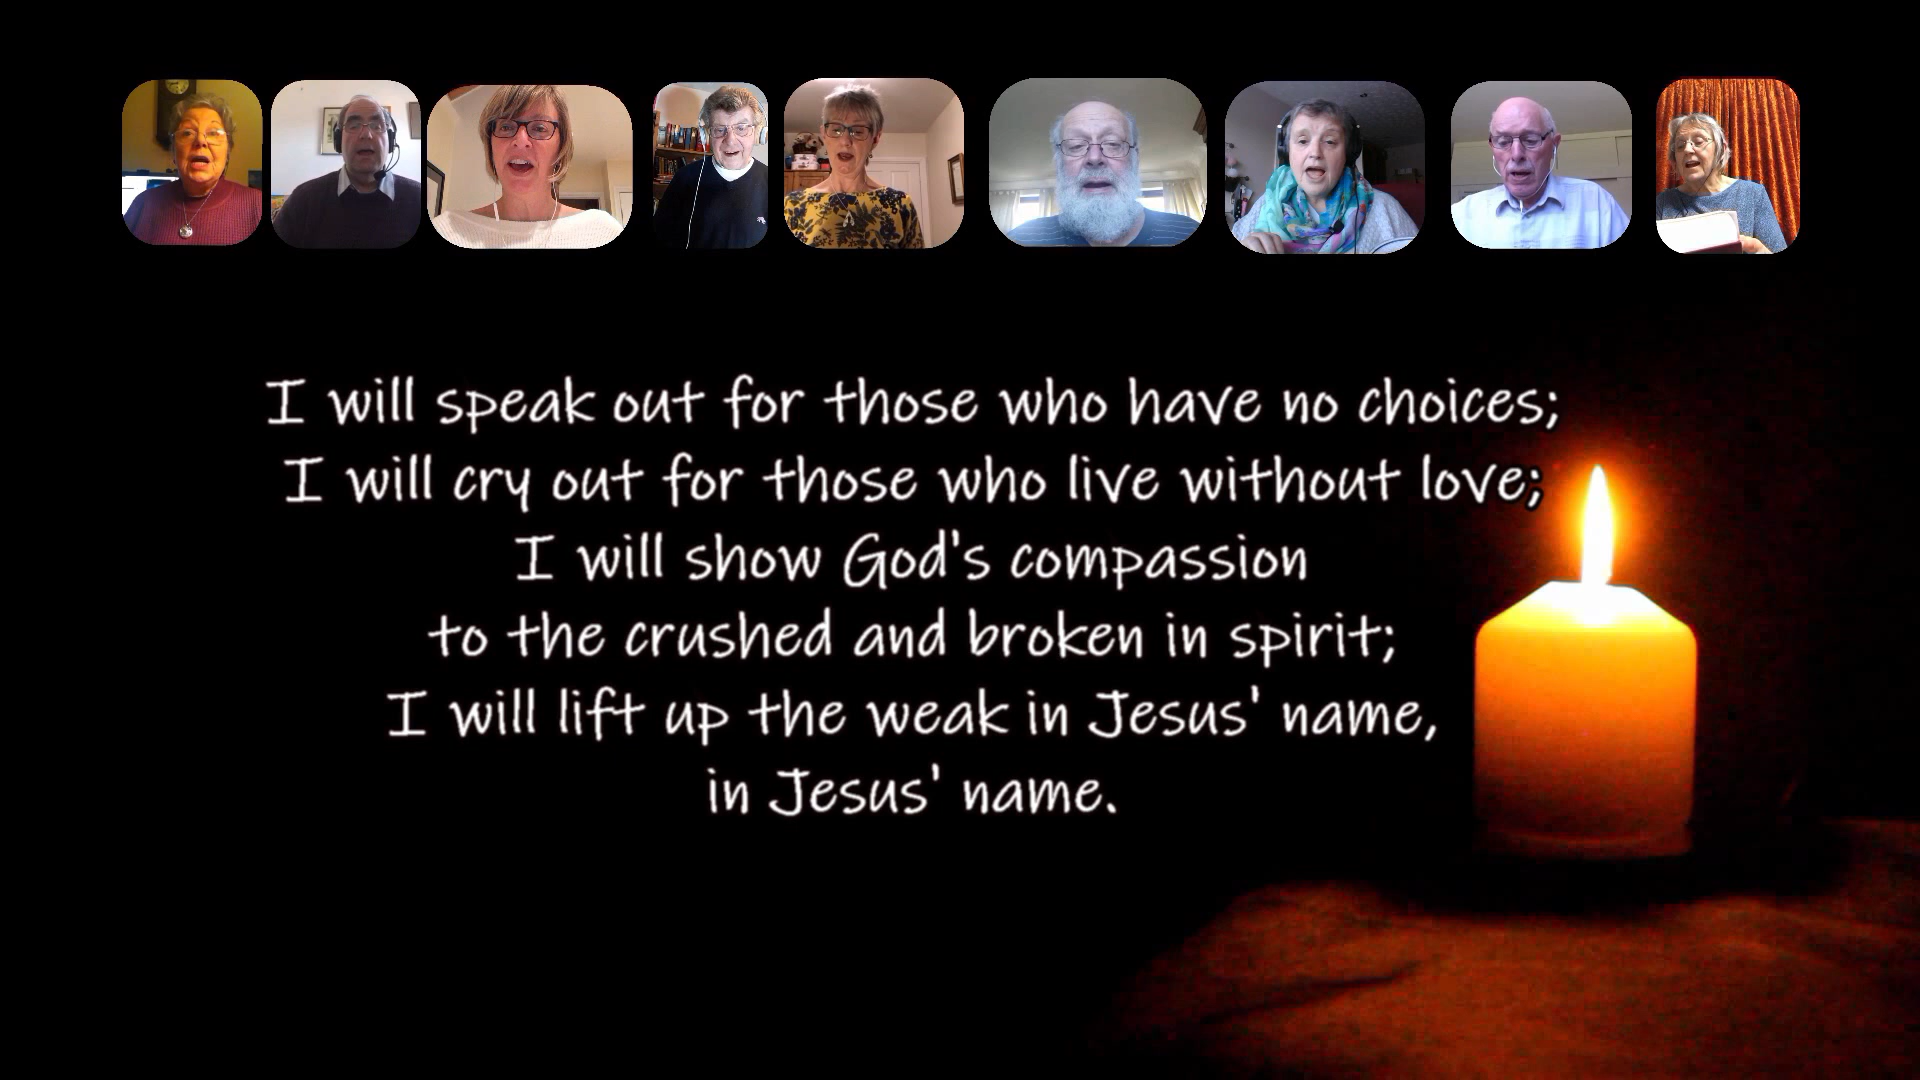 I will speak out for those who have no choices;
I will cry out for those who live without love;
I will show God's compassion
to the crushed and broken in spirit;
I will lift up the weak in Jesus' name,
in Jesus' name.